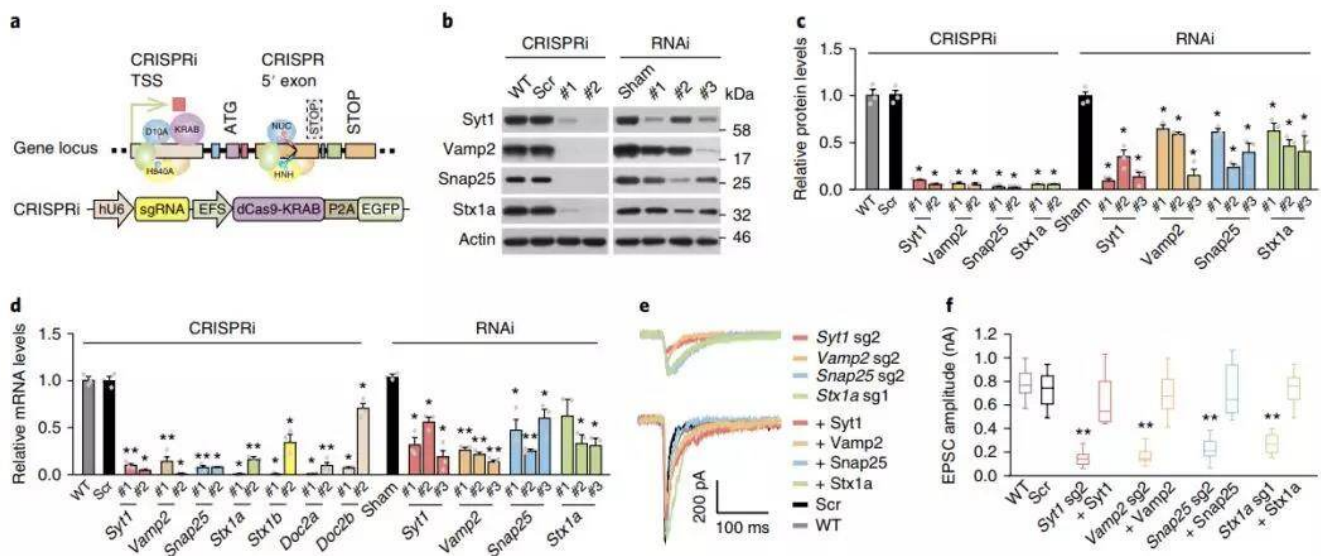 a
CRISPRi
TSS
CRISPR
5′ exon
D10A
KRAB
ATG
NUC
STOP
STOP
Gene locus
H840A
HNH
CRISPRi
hU6
sgRNA
EFS
dCas9-KRAB
P2A
EGFP
b
CRISPRi
RNAi
WT
Scr
#1
#2
Sham
#1
#2
#3
kDa
Syt1
58
Vamp2
17
Snap25
25
Stx1a
32
Actin
46
c
CRISPRi
RNAi
Relative protein levels
1.5
1.0
0.5
0
* * * * * * * *
* * * * * * * * * * * *
WT
Scr
#1 #2 #1 #2 #1 #2 #1 #2
Syt1
Vamp2
Snap25
Stx1a
Sham
#1 #2 #3 #1 #2 #3 #1 #2 #3 #1 #2 #3
Syt1
Vamp2
Snap25
Stx1a
d
CRISPRi
RNAi
Relative mRNA levels
1.5
1.0
0.5
0
WT
Scr
#1 #2 #1 #2 #1 #2 #1 #2 #1 #2 #1 #2 #1 #2
Syt1
Vamp2
Snap25
Stx1a
Stx1b
Doc2a
Doc2b
Sham
#1 #2 #3 #1 #2 #3 #1 #2 #3 #1 #2 #3
Syt1
Vamp2
Snap25
Stx1a
e
Syt1 sg2
Vamp2 sg2
Snap25 sg2
Stx1a sg1
+ Syt1
+ Vamp2
+ Snap25
+ Stx1a
Scr
WT
200 pA
100 ms
f
EPSC amplitude (nA)
1.2
1.0
0.8
0.6
0.4
0.2
0
**
**
**
**
WT
Scr
Syt1 sg2
+ Syt1
Vamp2 sg2
+ Vamp2
Snap25 sg2
+ Snap25
Stx1a sg1
+ Stx1a